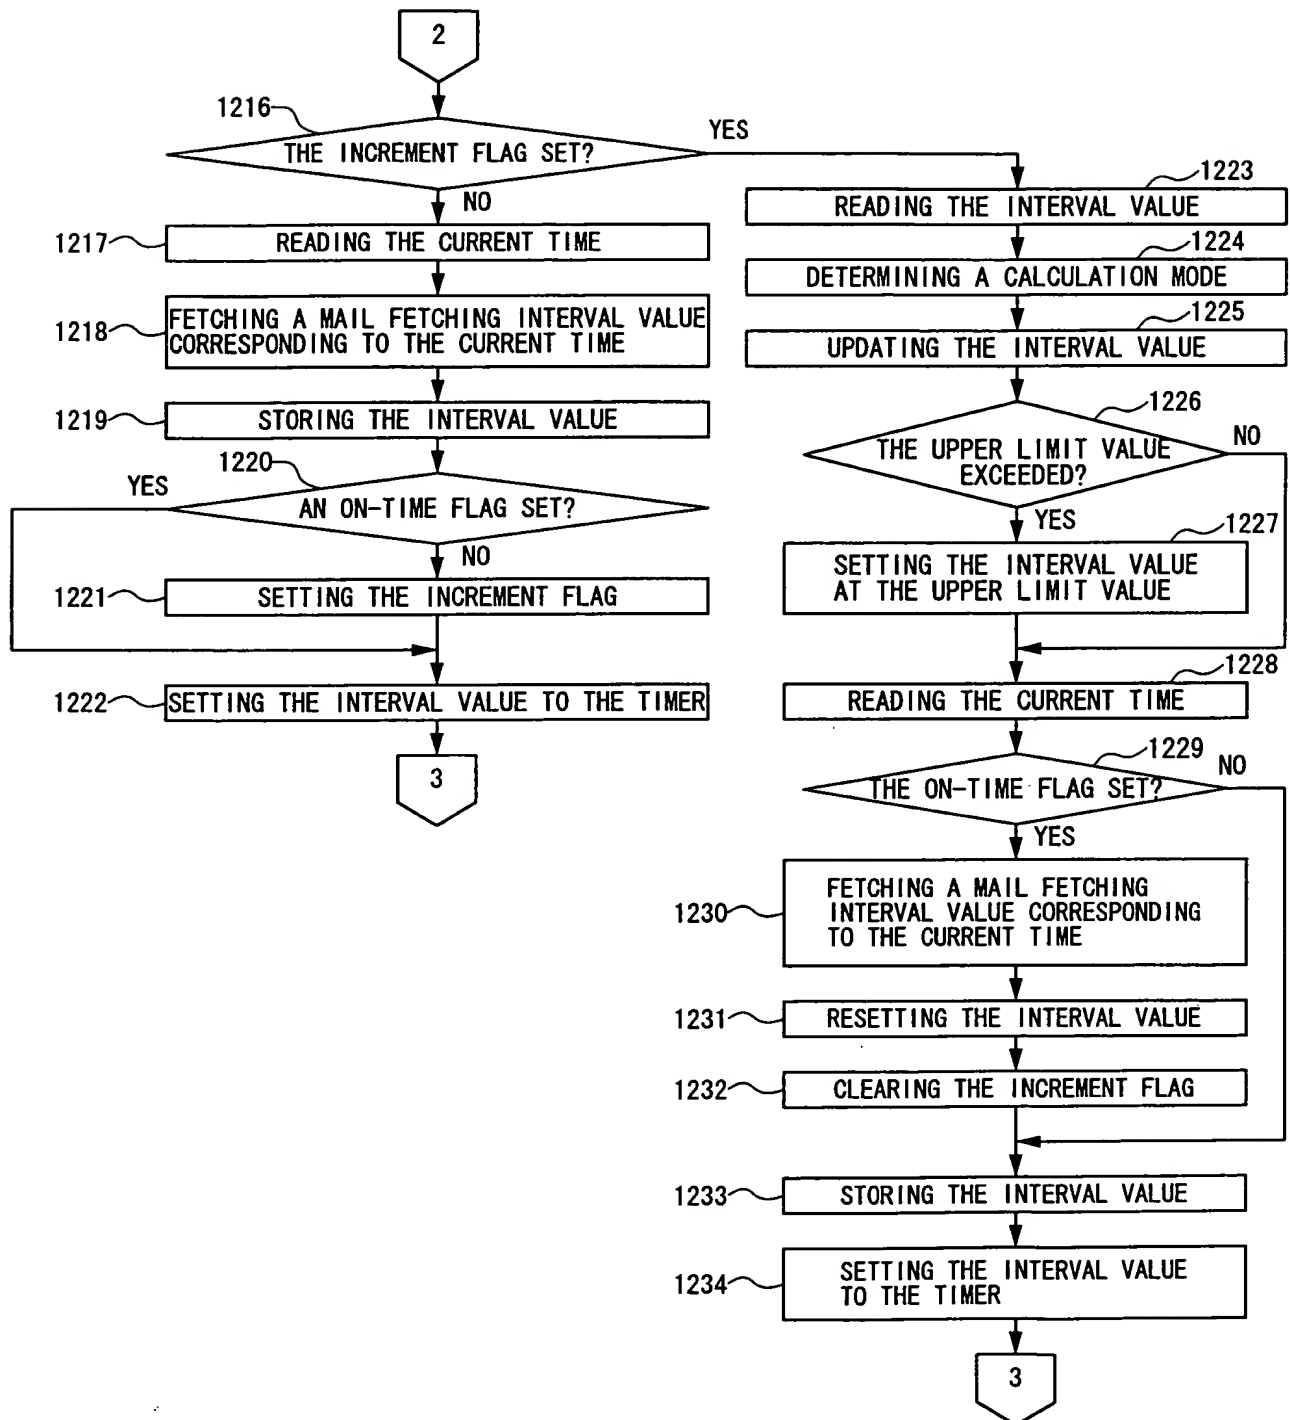 2
1216
THE INCREMENT FLAG SET?
YES
NO
1217
READING THE CURRENT TIME
1218
FETCHING A MAIL FETCHING INTERVAL VALUE
CORRESPONDING TO THE CURRENT TIME
1219
STORING THE INTERVAL VALUE
1220
YES
AN ON-TIME FLAG SET?
NO
1221
SETTING THE INCREMENT FLAG
1222
SETTING THE INTERVAL VALUE TO THE TIMER
3
1223
READING THE INTERVAL VALUE
1224
DETERMINING A CALCULATION MODE
1225
UPDATING THE INTERVAL VALUE
1226
THE UPPER LIMIT VALUE
EXCEEDED?
NO
YES
1227
SETTING THE INTERVAL VALUE
AT THE UPPER LIMIT VALUE
1228
READING THE CURRENT TIME
1229
THE ON-TIME FLAG SET?
NO
YES
1230
FETCHING A MAIL FETCHING
INTERVAL VALUE CORRESPONDING
TO THE CURRENT TIME
1231
RESETTING THE INTERVAL VALUE
1232
CLEARING THE INCREMENT FLAG
1233
STORING THE INTERVAL VALUE
1234
SETTING THE INTERVAL VALUE
TO THE TIMER
3